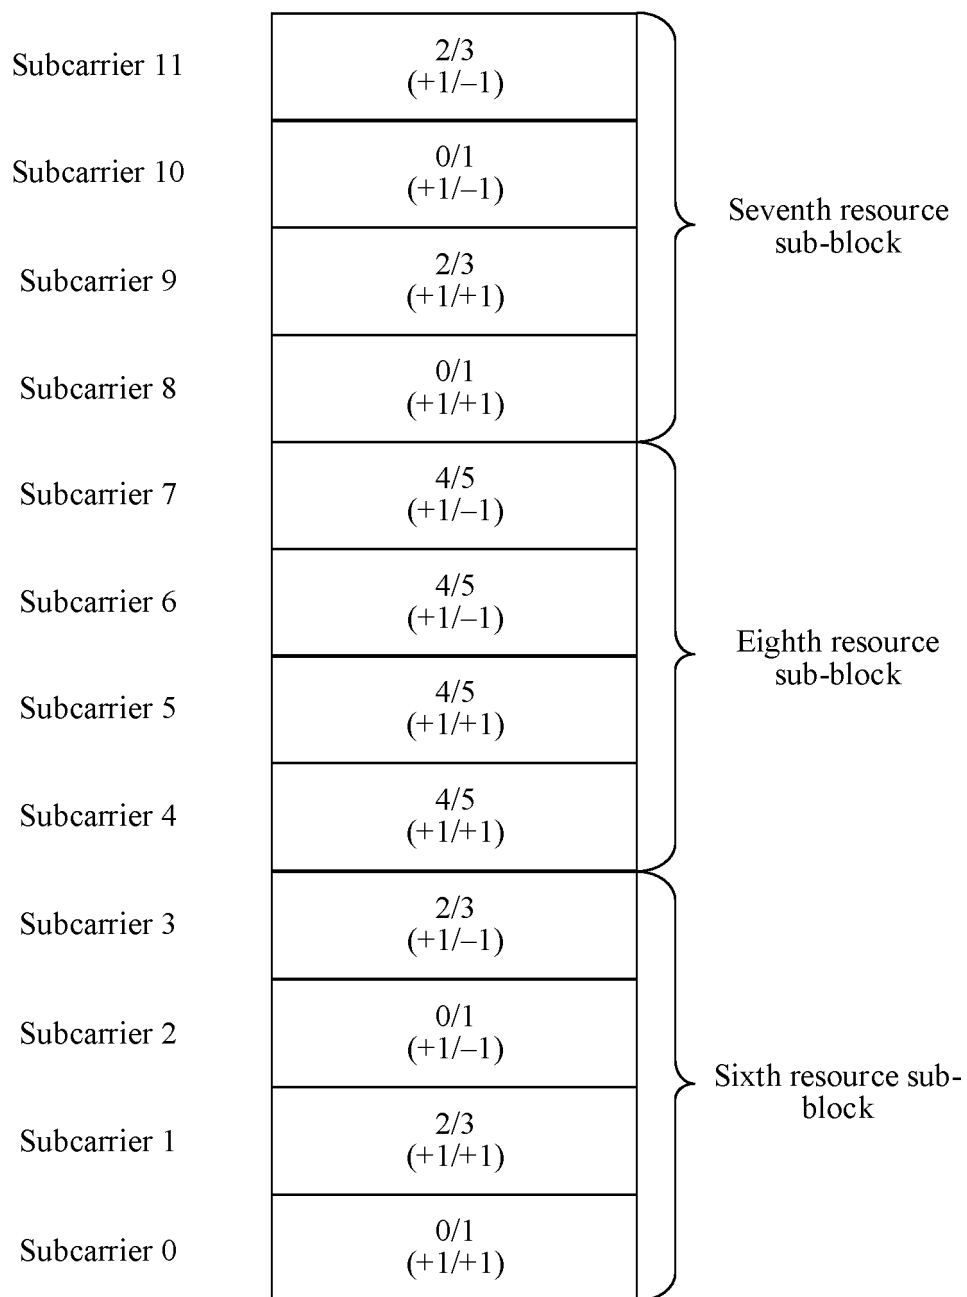 Subcarrier 11
2/3
(+1/–1)
Subcarrier 10
0/1
(+1/–1)
Seventh resource
sub-block
Subcarrier 9
2/3
(+1/+1)
Subcarrier 8
0/1
(+1/+1)
Subcarrier 7
4/5
(+1/–1)
Subcarrier 6
4/5
(+1/–1)
Eighth resource
sub-block
Subcarrier 5
4/5
(+1/+1)
Subcarrier 4
4/5
(+1/+1)
Subcarrier 3
2/3
(+1/–1)
Subcarrier 2
0/1
(+1/–1)
Sixth resource sub-
block
Subcarrier 1
2/3
(+1/+1)
Subcarrier 0
0/1
(+1/+1)